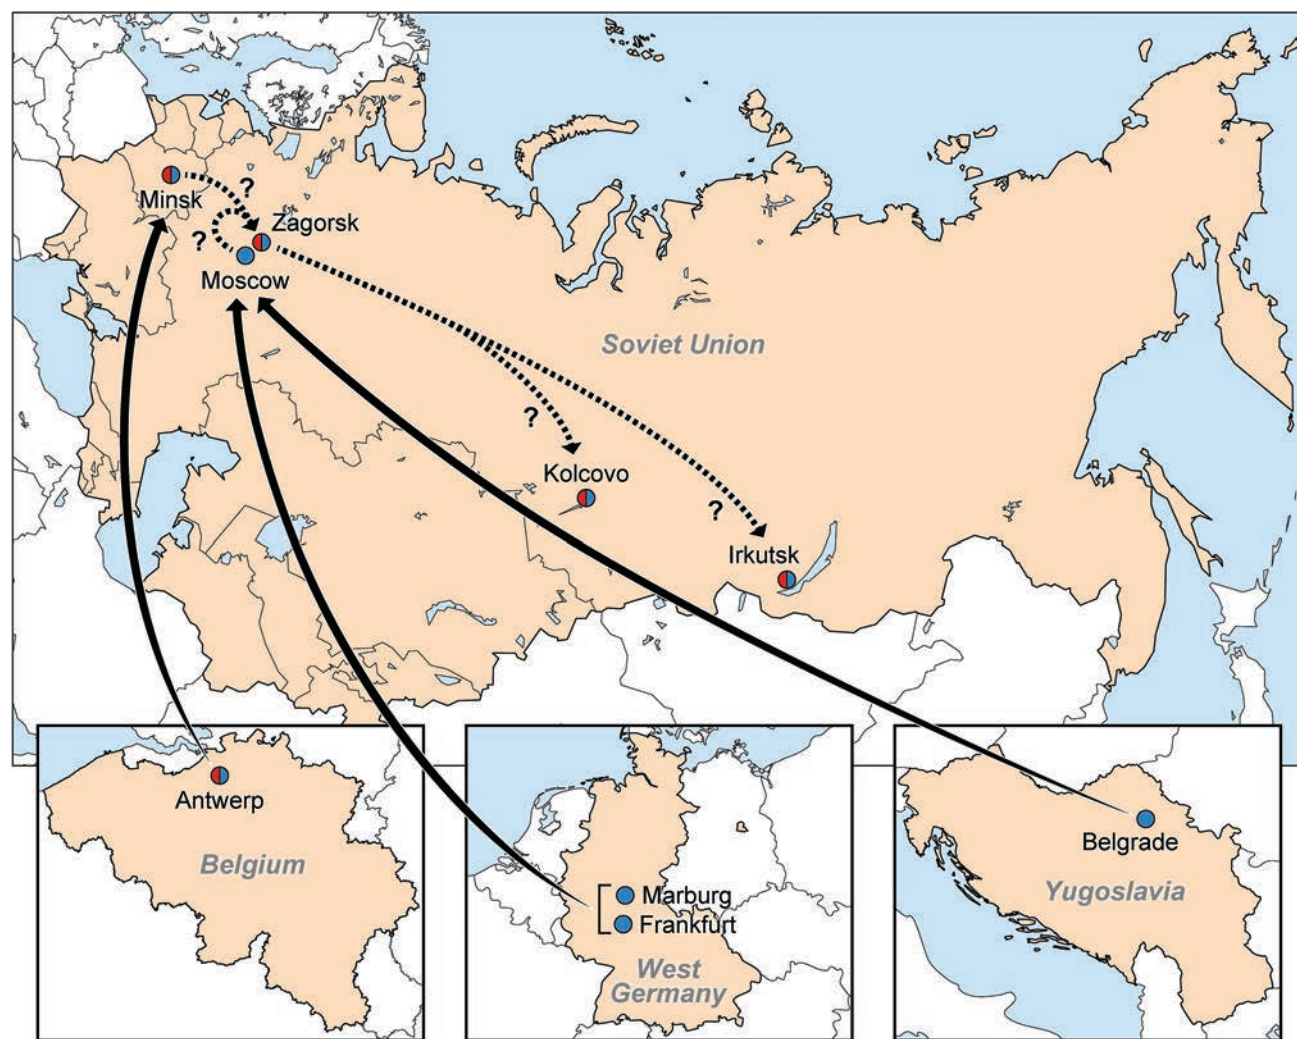 Minsk
?
Zagorsk
?
Moscow
Soviet Union
?
Kolcovo
?
Irkutsk
Antwerp
Belgium
Marburg
Frankfurt
West
Germany
Belgrade
Yugoslavia